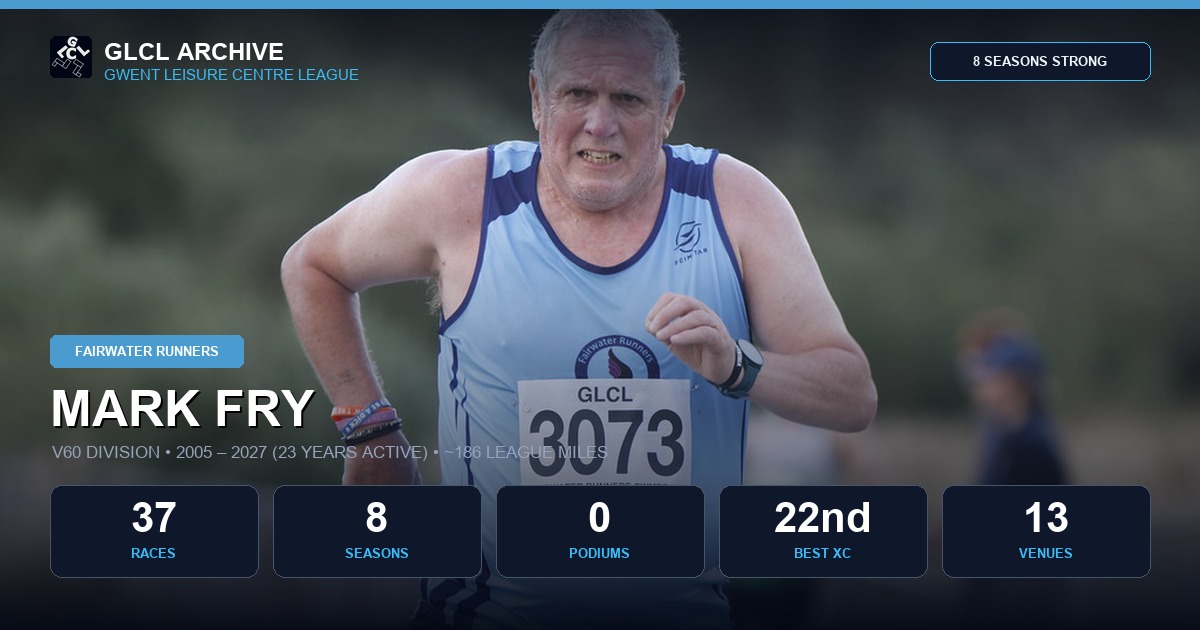 GLCL ARCHIVE
GWENT LEISURE CENTRE LEAGUE
8 SEASONS STRONG
SCIMITAR
Fairwater Runners
GLCL
3073
FAIRWATER RUNNERS
MARK FRY
V60 DIVISION • 2005 – 2027 (23 YEARS ACTIVE) • ~186 LEAGUE MILES
37
RACES
8
SEASONS
0
PODIUMS
22nd
BEST XC
13
VENUES